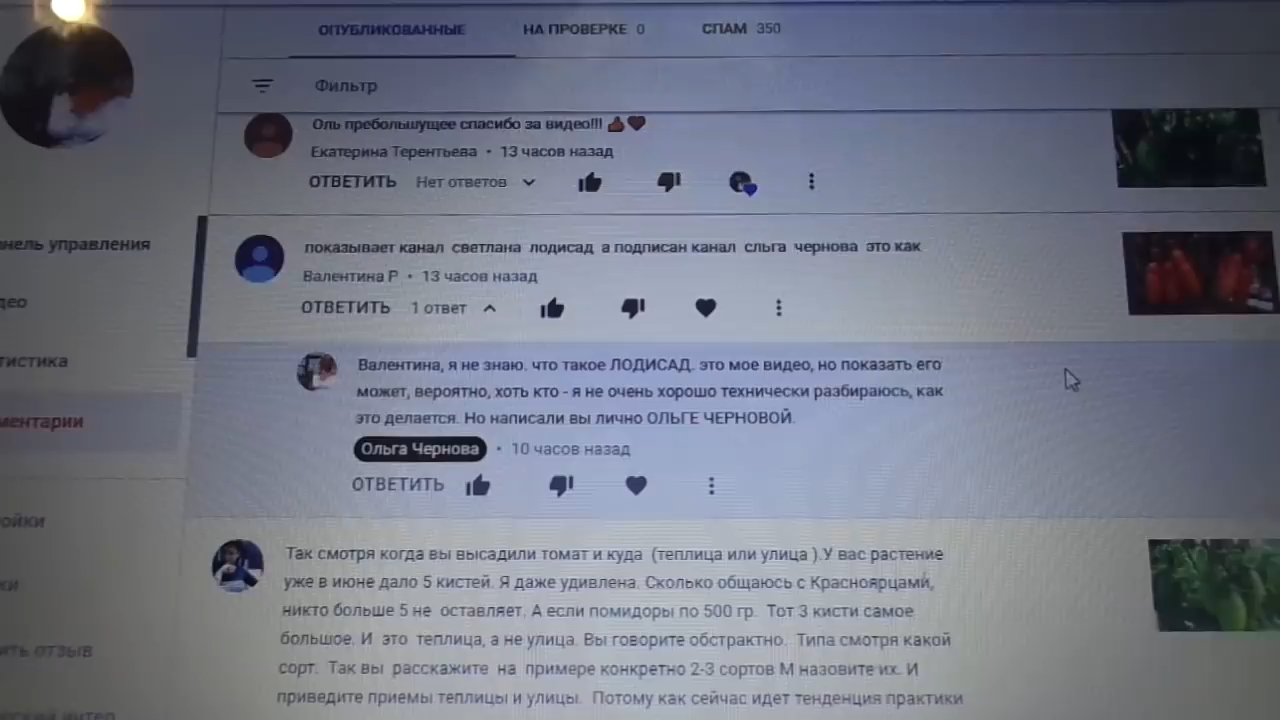 ОПУБЛИКОВАННЫЕ НА ПРОВЕРКЕ 0 СПАМ 350
Фильтр
Оль пребольшущее спасибо за видео!!! 👍🏾❤
Екатерина Терентьева • 13 часов назад
ОТВЕТИТЬ Нет ответов
нель управления
део
тистика
ментарии
ойки
ки
ить отзыв
показывает канал светлана лодисад а подписан канал сльга чернова это как
Валентина Р • 13 часов назад
ОТВЕТИТЬ 1 ответ
Валентина, я не знаю. что такое ЛОДИСАД. это мое видео, но показать его
может, вероятно, хоть кто - я не очень хорошо технически разбираюсь, как
это делается. Но написали вы лично ОЛЬГЕ ЧЕРНОВОЙ.
Ольга Чернова • 10 часов назад
ОТВЕТИТЬ
Так смотря когда вы высадили томат и куда (теплица или улица ).У вас растение
уже в июне дало 5 кистей. Я даже удивлена. Сколько общаюсь с Красноярцами,
никто больше 5 не оставляет. А если помидоры по 500 гр. Тот 3 кисти самое
большое. И это теплица, а не улица. Вы говорите обстрактно. Типа смотря какой
сорт. Так вы расскажите на примере конкретно 2-3 сортов М назовите их. И
приведите приемы теплицы и улицы. Потому как сейчас идет тенденция практики